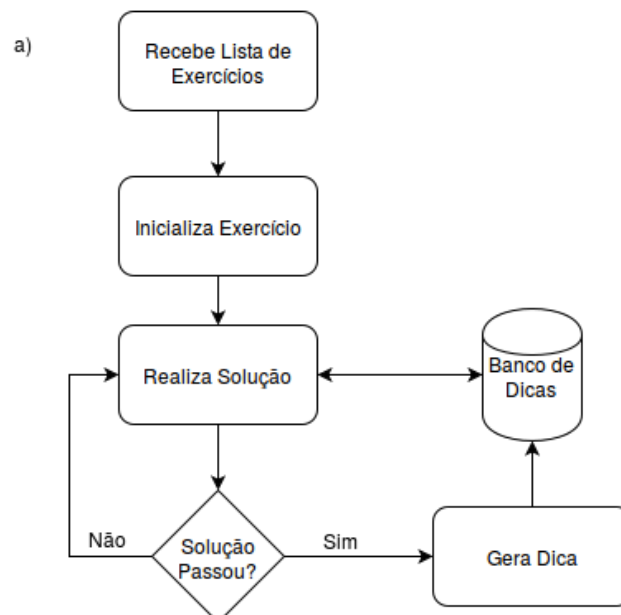 a)
Recebe Lista de
Exercícios
Inicializa Exercício
Realiza Solução
Banco de
Dicas
Não
Solução
Passou?
Sim
Gera Dica